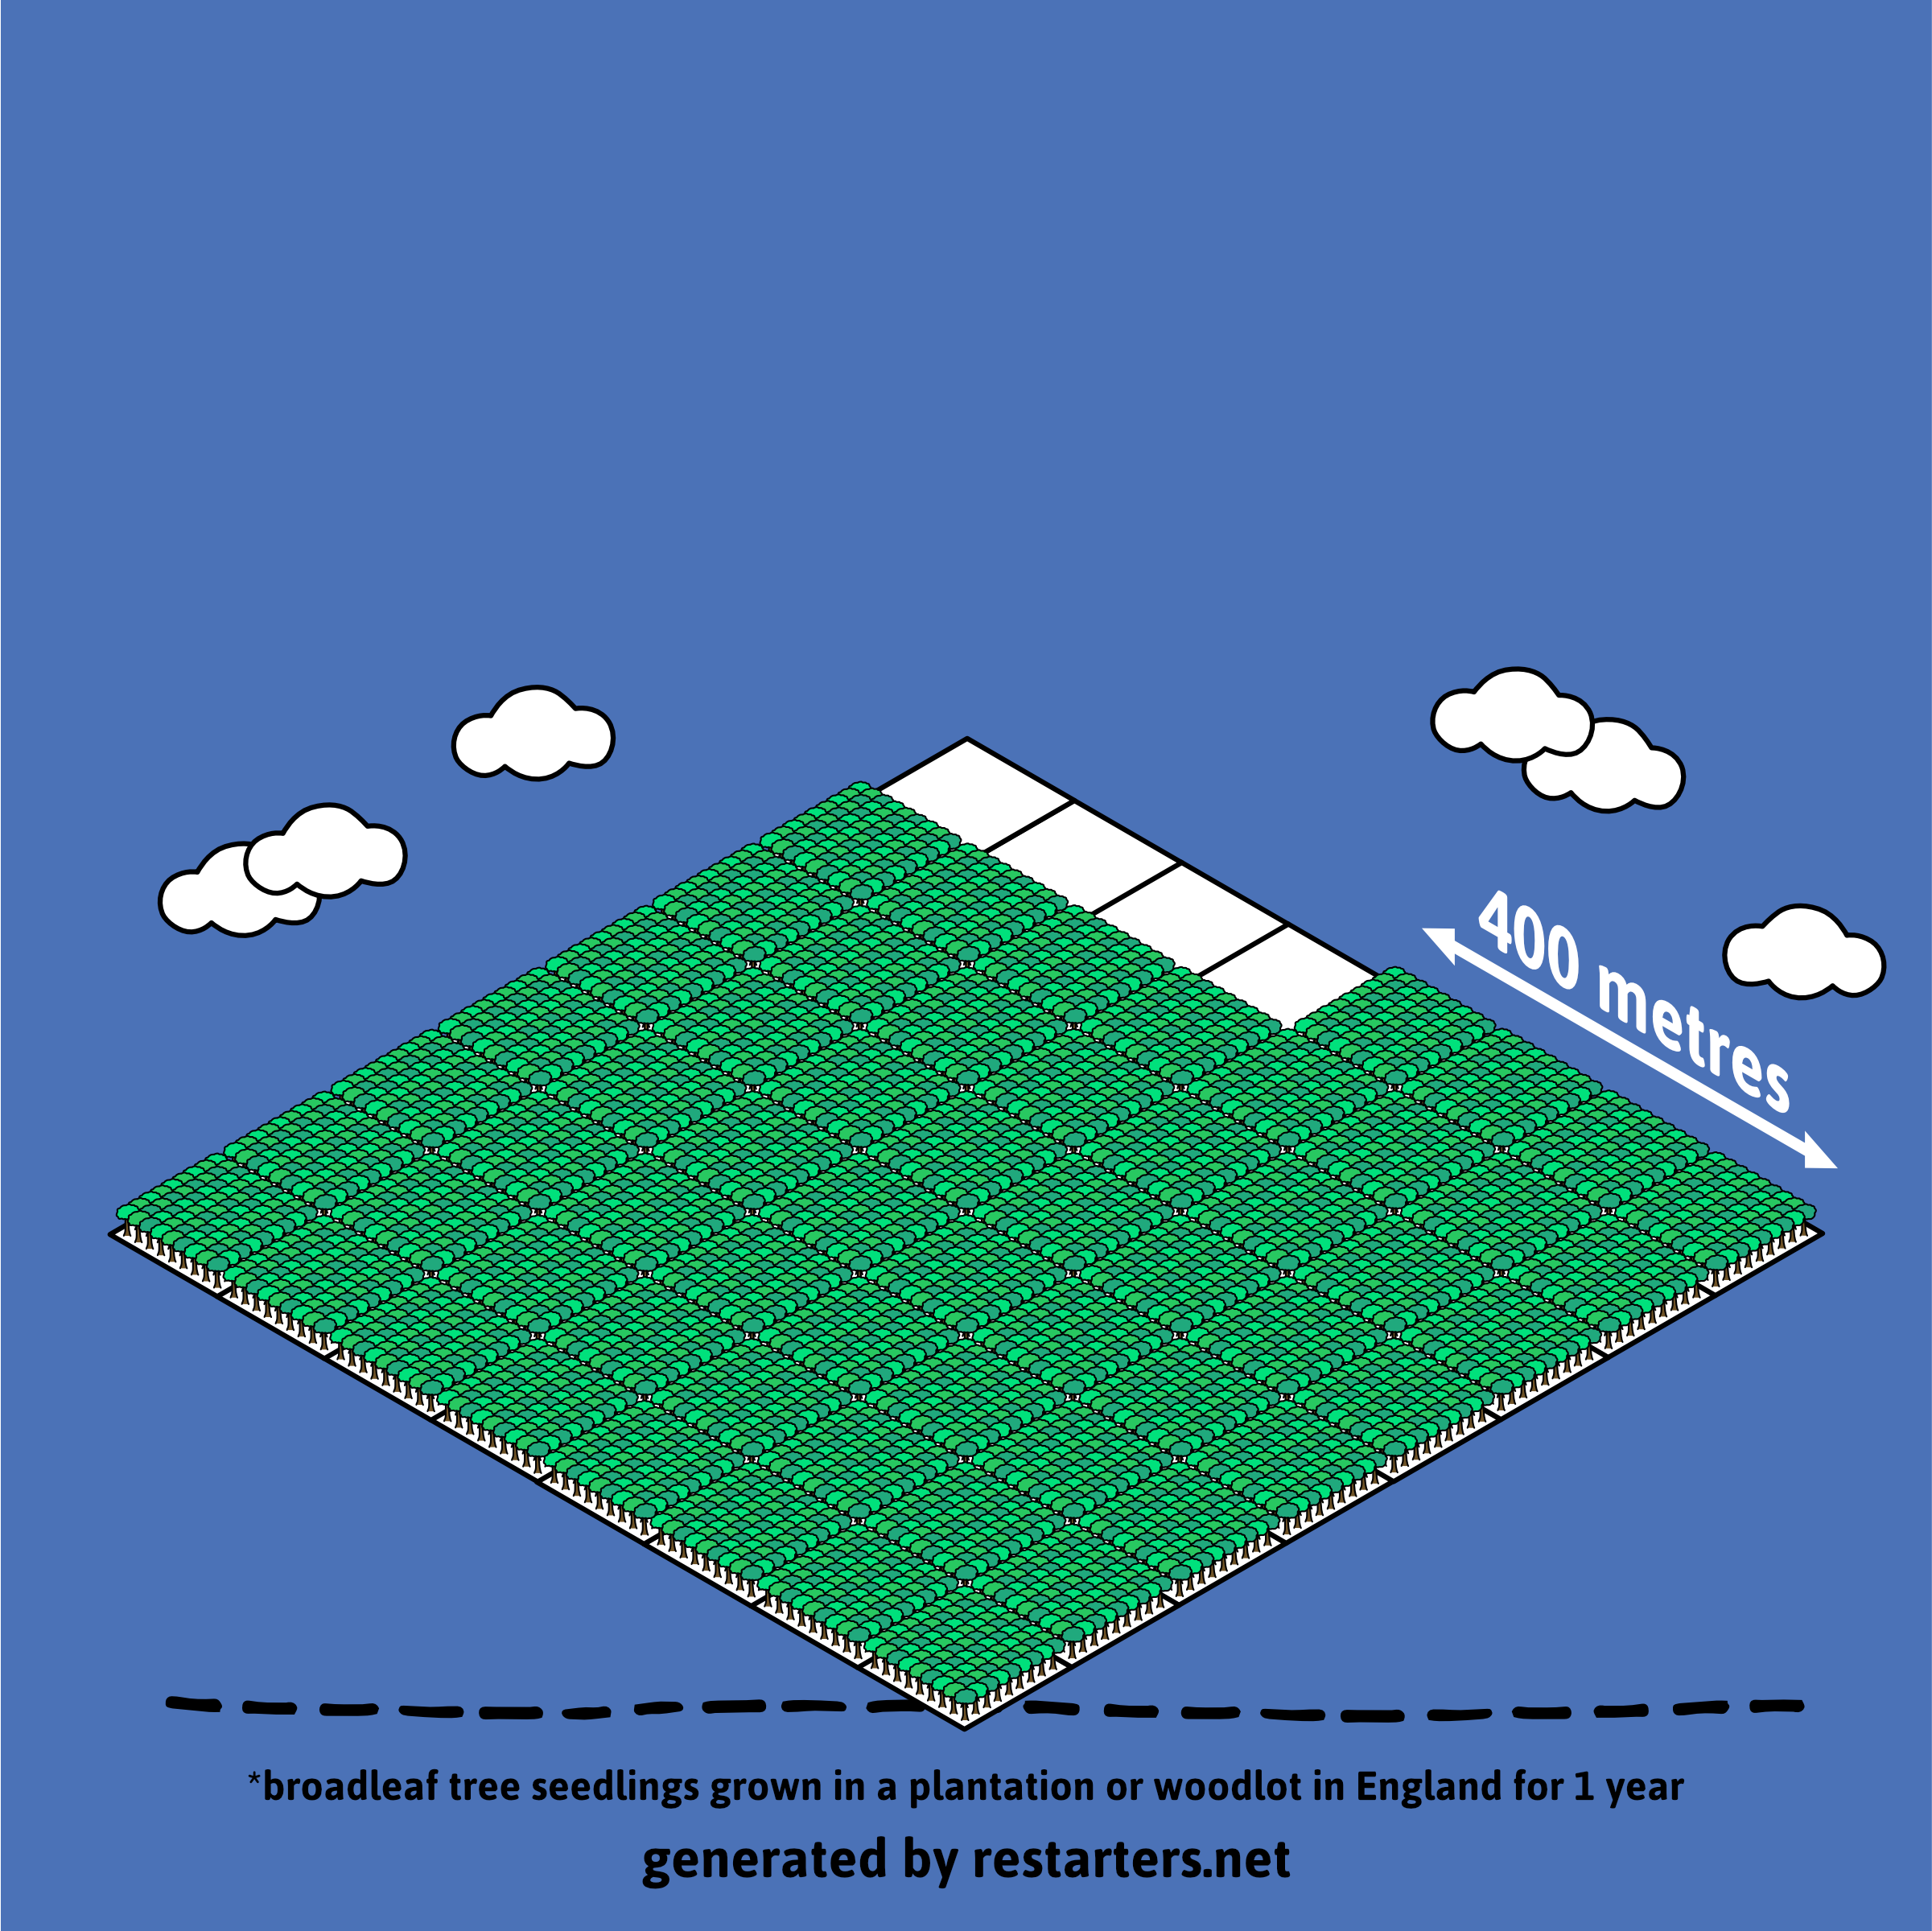 400 metres
*broadleaf tree seedlings grown in a plantation or woodlot in England for 1 year
generated by restarters.net